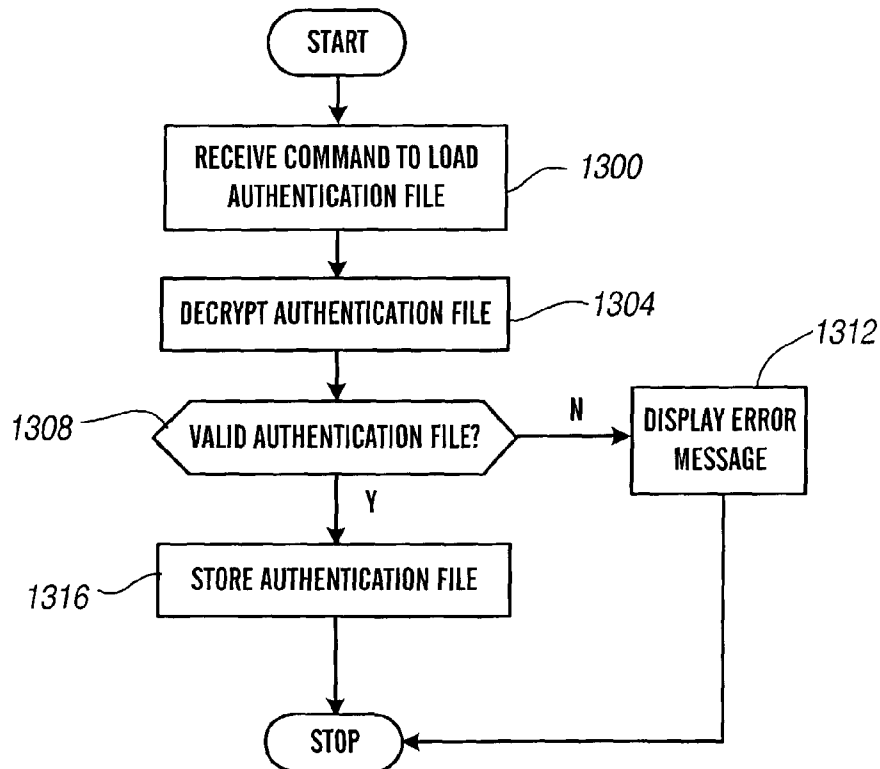 START
RECEIVE COMMAND TO LOAD
AUTHENTICATION FILE
1300
DECRYPT AUTHENTICATION FILE
1304
1312
1308
VALID AUTHENTICATION FILE?
N
DISPLAY ERROR
MESSAGE
Y
STORE AUTHENTICATION FILE
1316
STOP